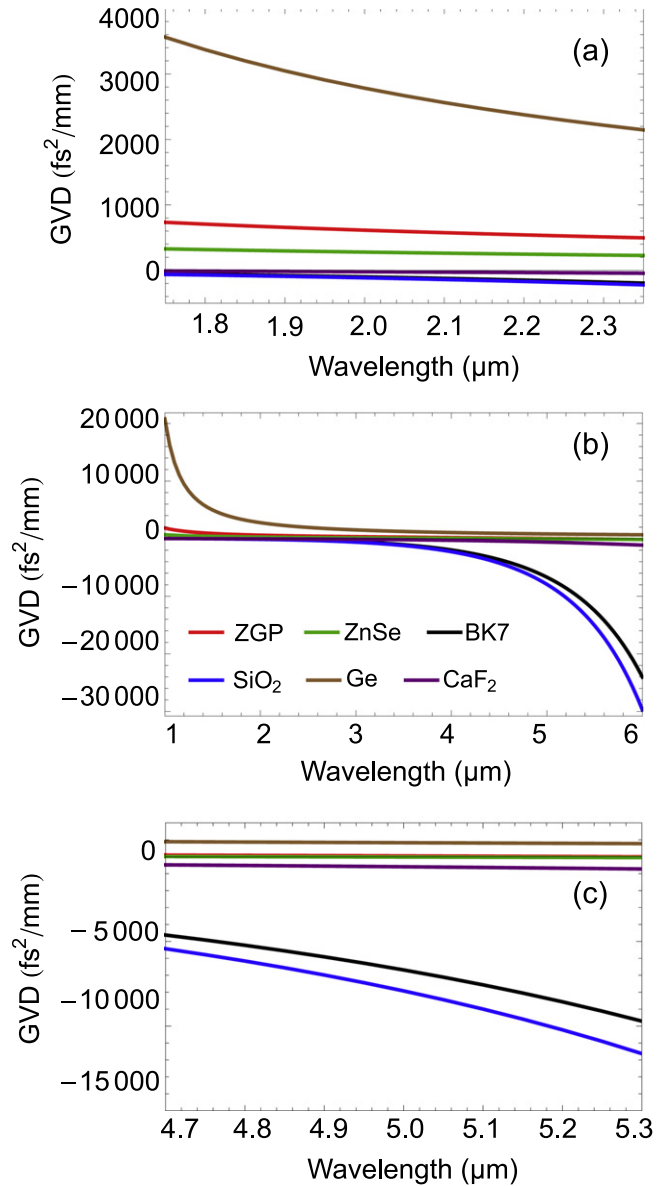 4000
3000
1000
0
GVD (fs²/mm)
(a)
1.8 1.9 2.0 2.1 2.2 2.3
Wavelength (μm)
20 000
10 000
0
−10 000
−20 000
−30 000
GVD (fs²/mm)
(b)
ZGP ZnSe BK7
SiO₂ Ge CaF₂
1 2 3 4 5 6
Wavelength (μm)
0
−5 000
−10 000
−15 000
GVD (fs²/mm)
(c)
4.7 4.8 4.9 5.0 5.1 5.2 5.3
Wavelength (μm)